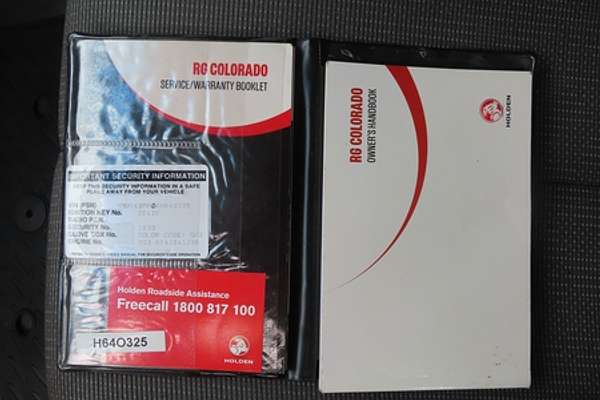 RG COLORADO
SERVICE/WARRANTY BOOKLET
IMPORTANT SECURITY INFORMATION
KEEP THIS SECURITY INFORMATION IN A SAFE
PLACE AWAY FROM YOUR VEHICLE
VIN (PSN)
IGNITION KEY No.
RADIO P.I.N.
SECURITY No.
GLOVE BOX No.
ENGINE No.
Holden Roadside Assistance
Freecall 1800 817 100
H64O325
HOLDEN
RG COLORADO
OWNER'S HANDBOOK
HOLDEN